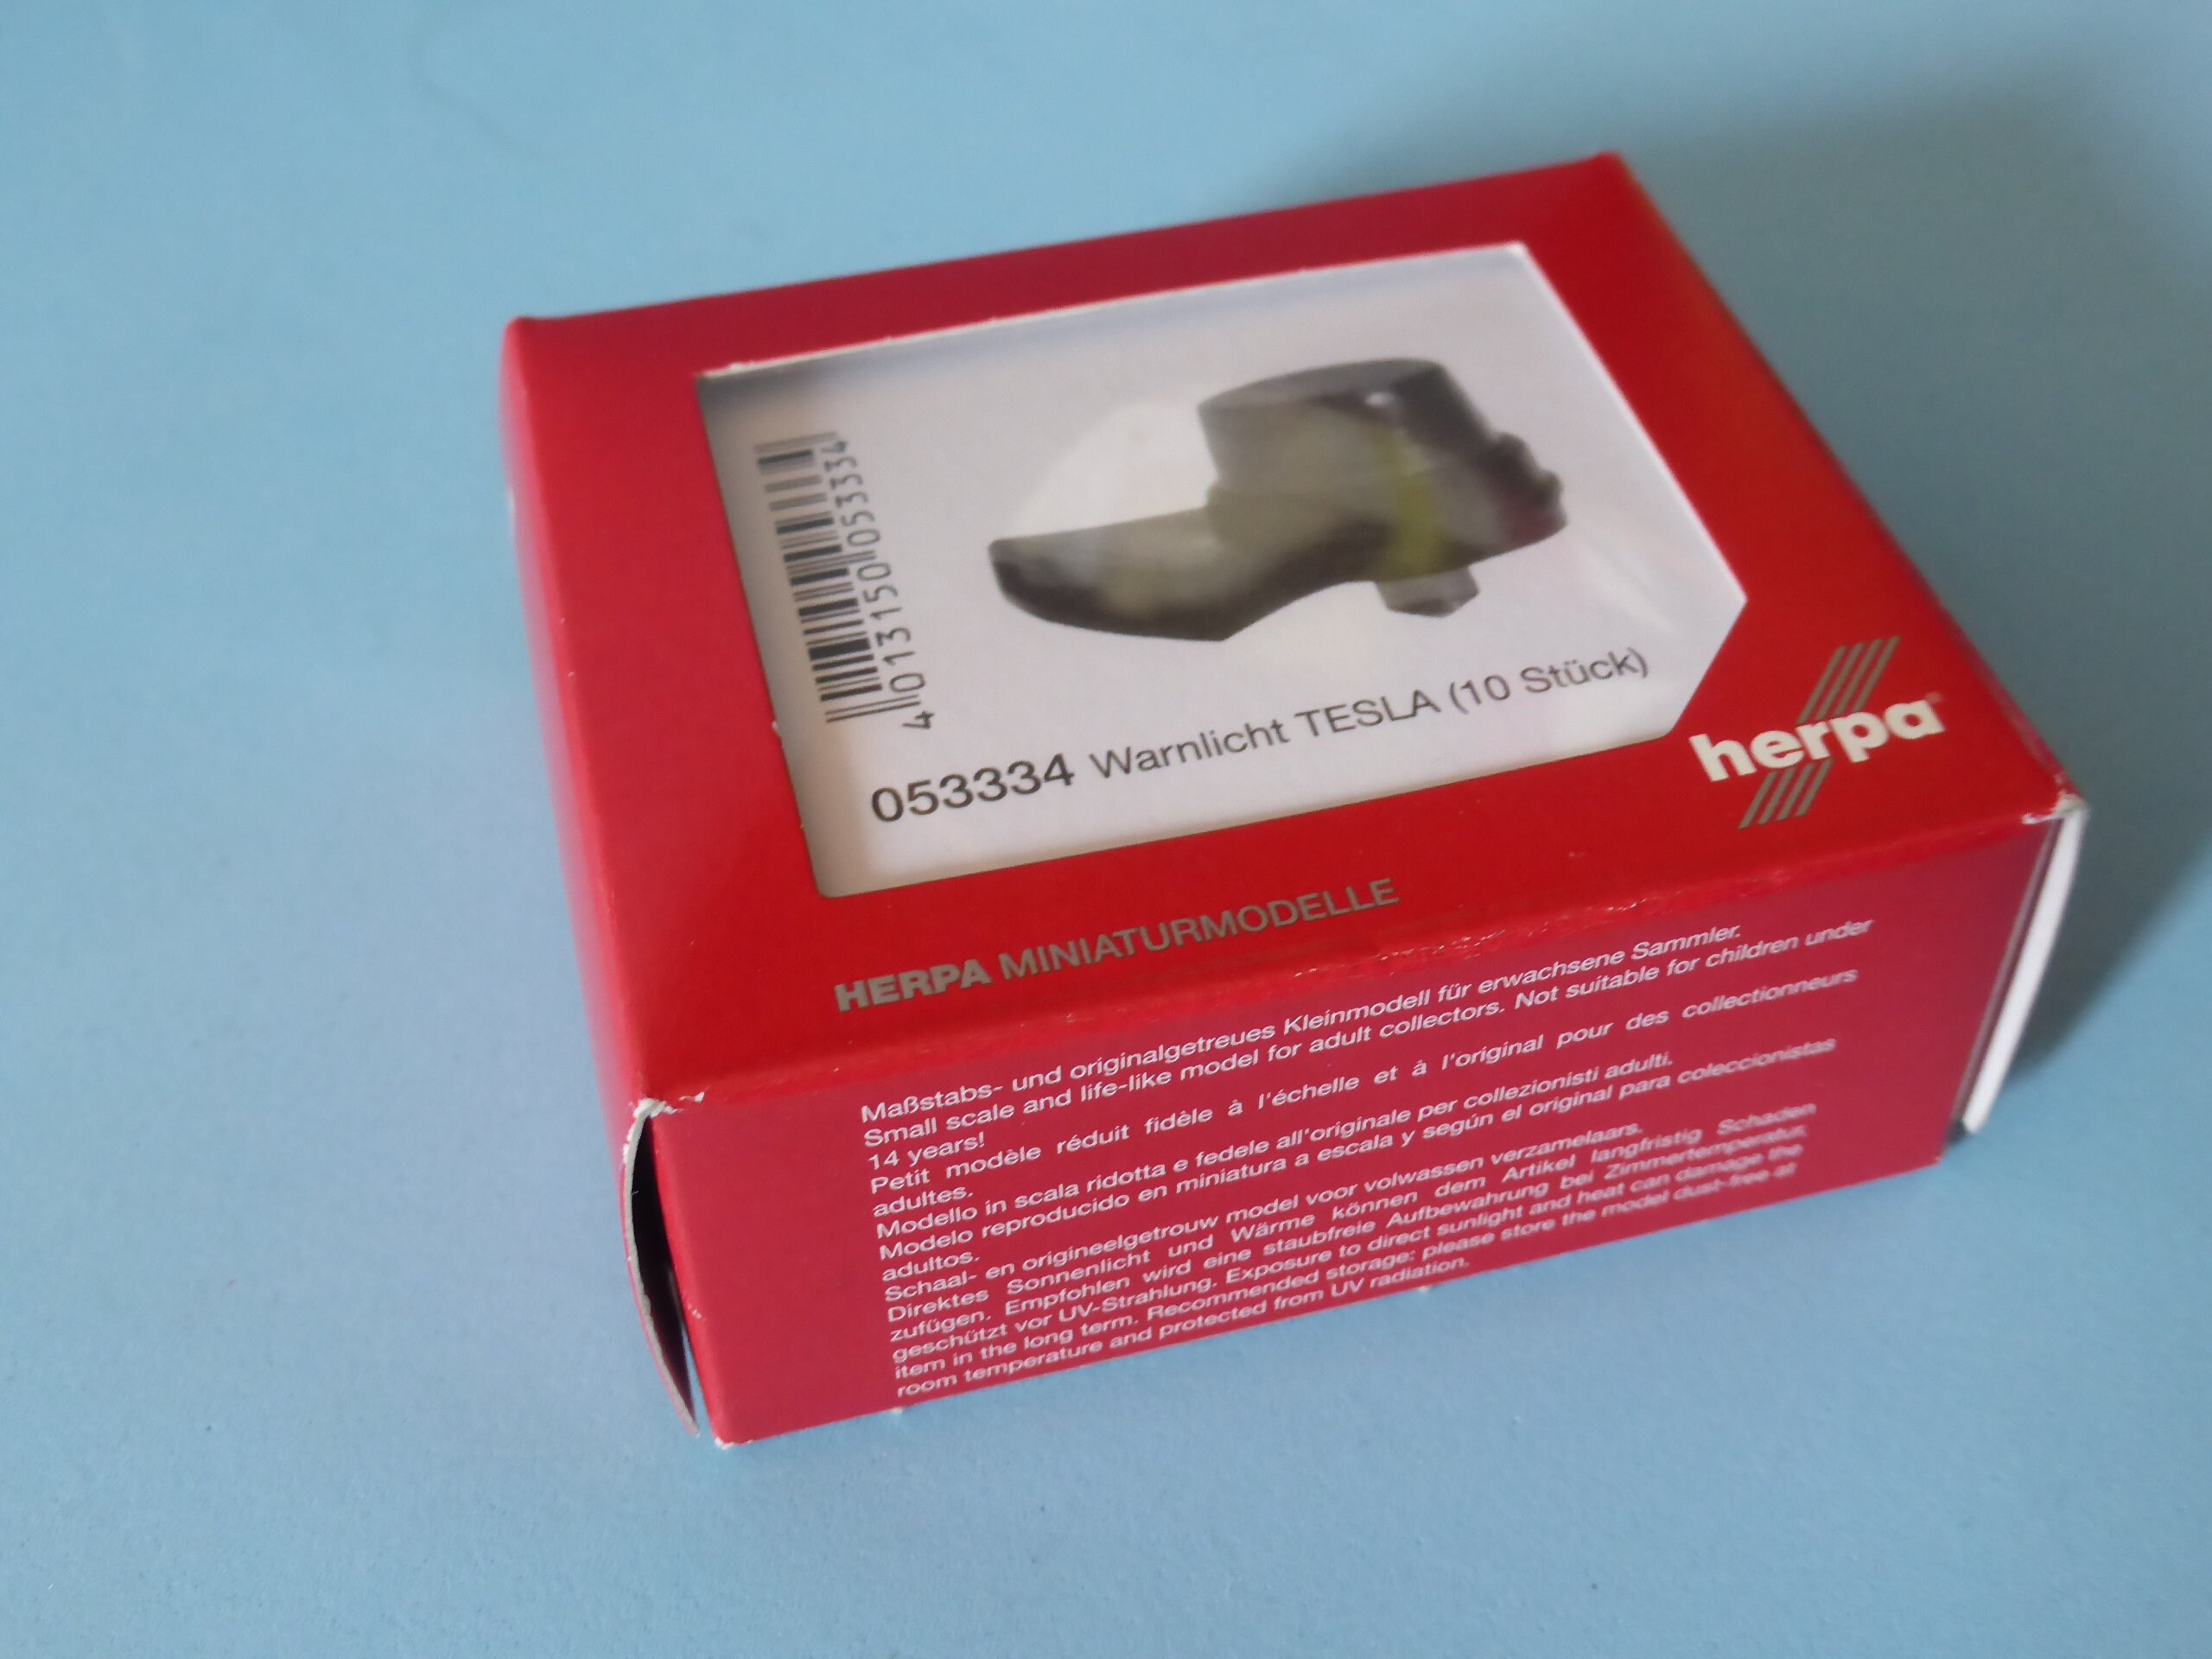 4 013150 053334
053334 Warnlicht TESLA (10 Stück)
herpa
HERPA MINIATURMODELLE
Maßstabs- und originalgetreues Kleinmodell für erwachsene Sammler.
Small scale and life-like model for adult collectors. Not suitable for children under
14 years!
Petit modèle réduit fidèle à l'échelle et à l'original pour des collectionneurs
adultes.
Modello in scala ridotta e fedele all'originale per collezionisti adulti.
Modelo reproducido en miniatura a escala y según el original para coleccionistas
adultos.
Schaal- en origineelgetrouw model voor volwassen verzamelaars.
Direktes Sonnenlicht und Wärme können dem Artikel langfristig Schaden
zufügen. Empfohlen wird eine staubfreie Aufbewahrung bei Zimmertemperatur,
geschützt vor UV-Strahlung. Exposure to direct sunlight and heat can damage the
item in the long term. Recommended storage: please store the model dust-free at
room temperature and protected from UV radiation.